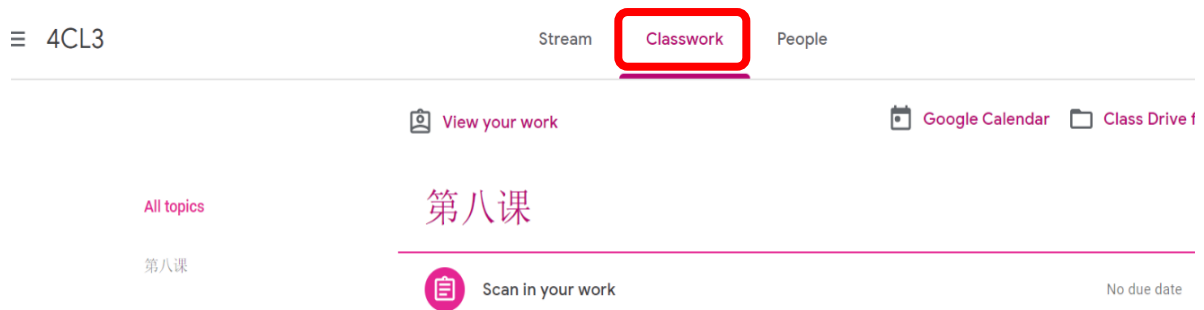 4CL3
Stream Classwork People
View your work
Google Calendar Class Drive f
All topics
第八课
第八课
Scan in your work No due date